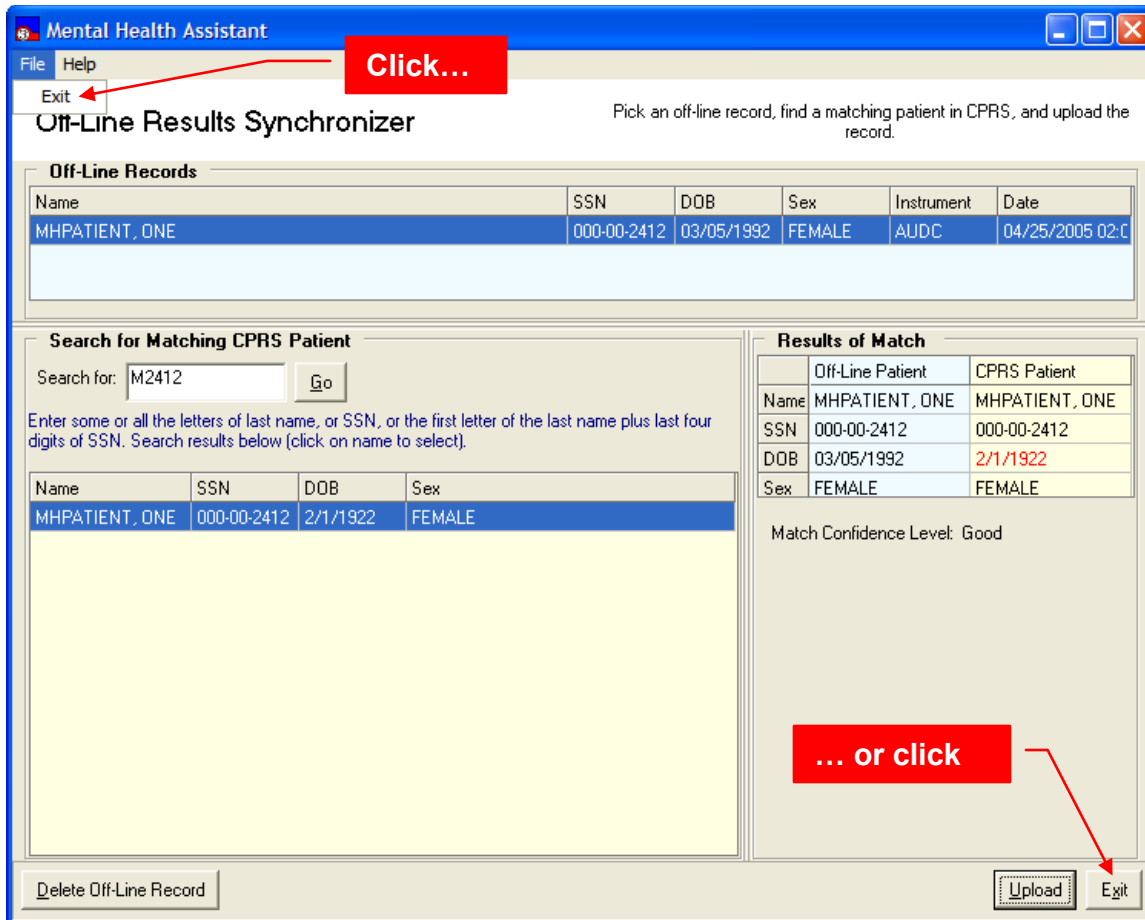 Mental Health Assistant
File Help
Click…
Exit
Off-Line Results Synchronizer
Pick an off-line record, find a matching patient in CPRS, and upload the
record.
Off-Line Records
Name SSN DOB Sex Instrument Date
MHPATIENT, ONE 000-00-2412 03/05/1992 FEMALE AUDC 04/25/2005 02:0
Search for Matching CPRS Patient
Search for: M2412 Go
Enter some or all the letters of last name, or SSN, or the first letter of the last name plus last four
digits of SSN. Search results below (click on name to select).
Name SSN DOB Sex
MHPATIENT, ONE 000-00-2412 2/1/1922 FEMALE
Results of Match
Off-Line Patient CPRS Patient
Name MHPATIENT, ONE MHPATIENT, ONE
SSN 000-00-2412 000-00-2412
DOB 03/05/1992 2/1/1922
Sex FEMALE FEMALE
Match Confidence Level: Good
… or click
Delete Off-Line Record Upload Exit